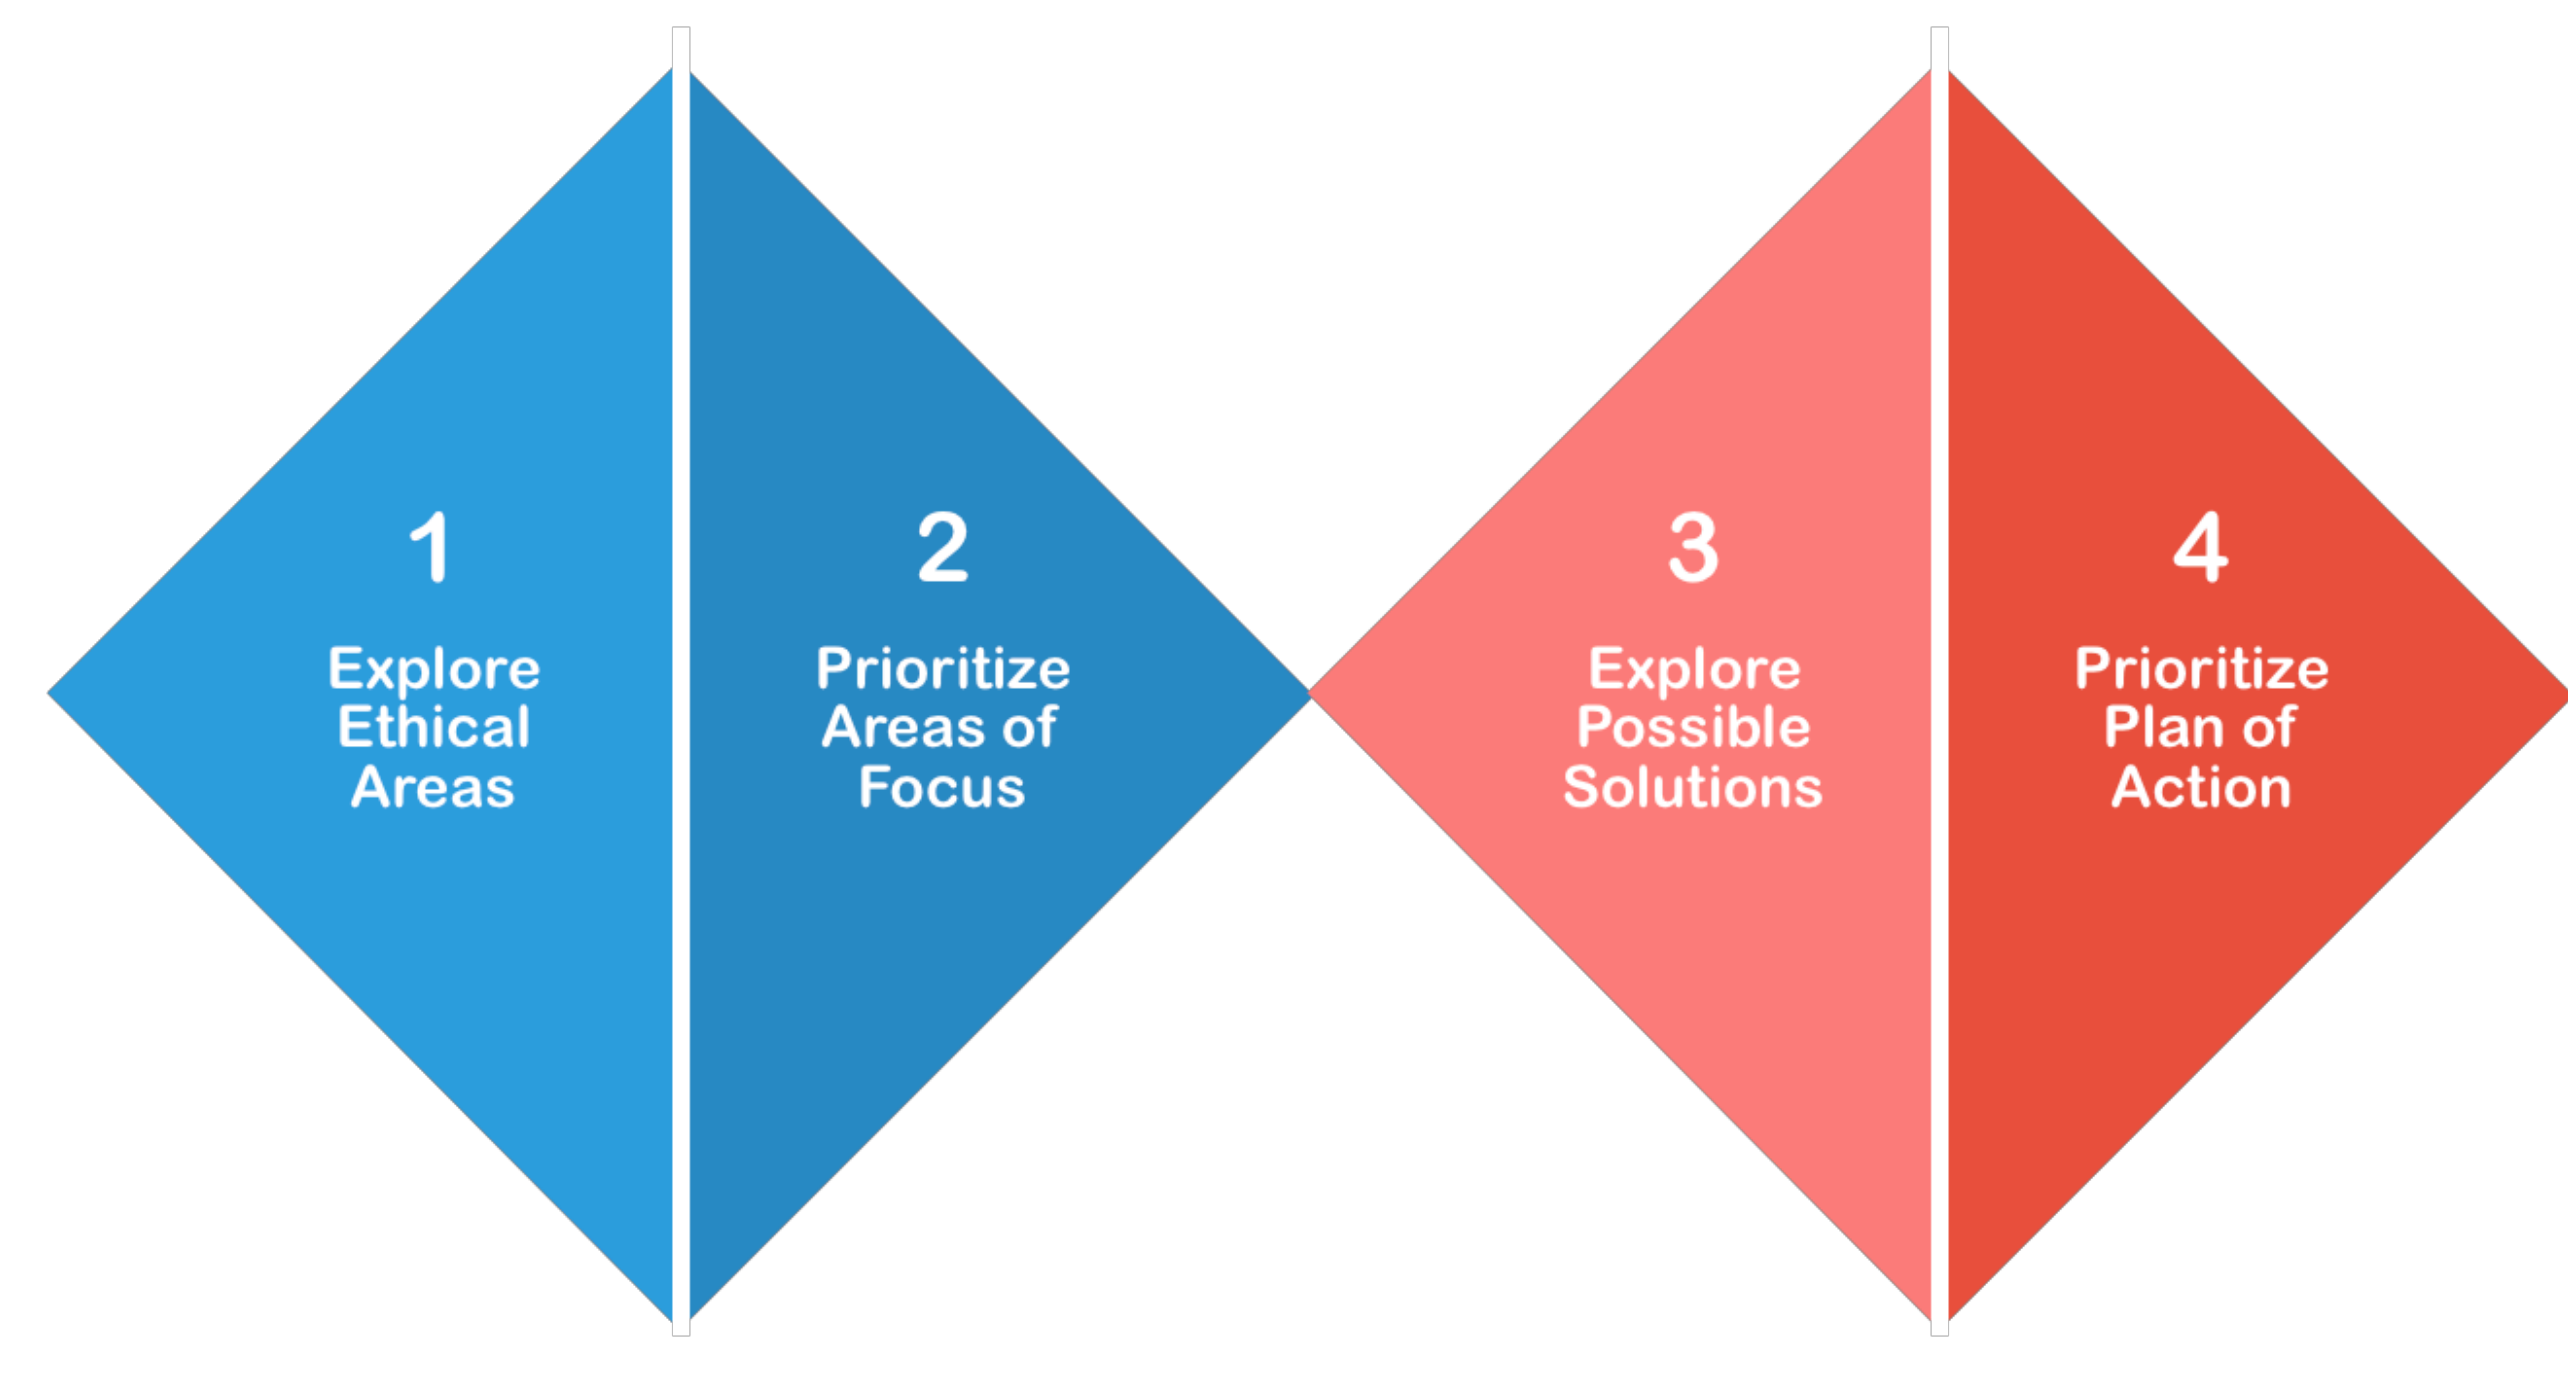 1
Explore
Ethical
Areas
2
Prioritize
Areas of
Focus
3
Explore
Possible
Solutions
4
Prioritize
Plan of
Action